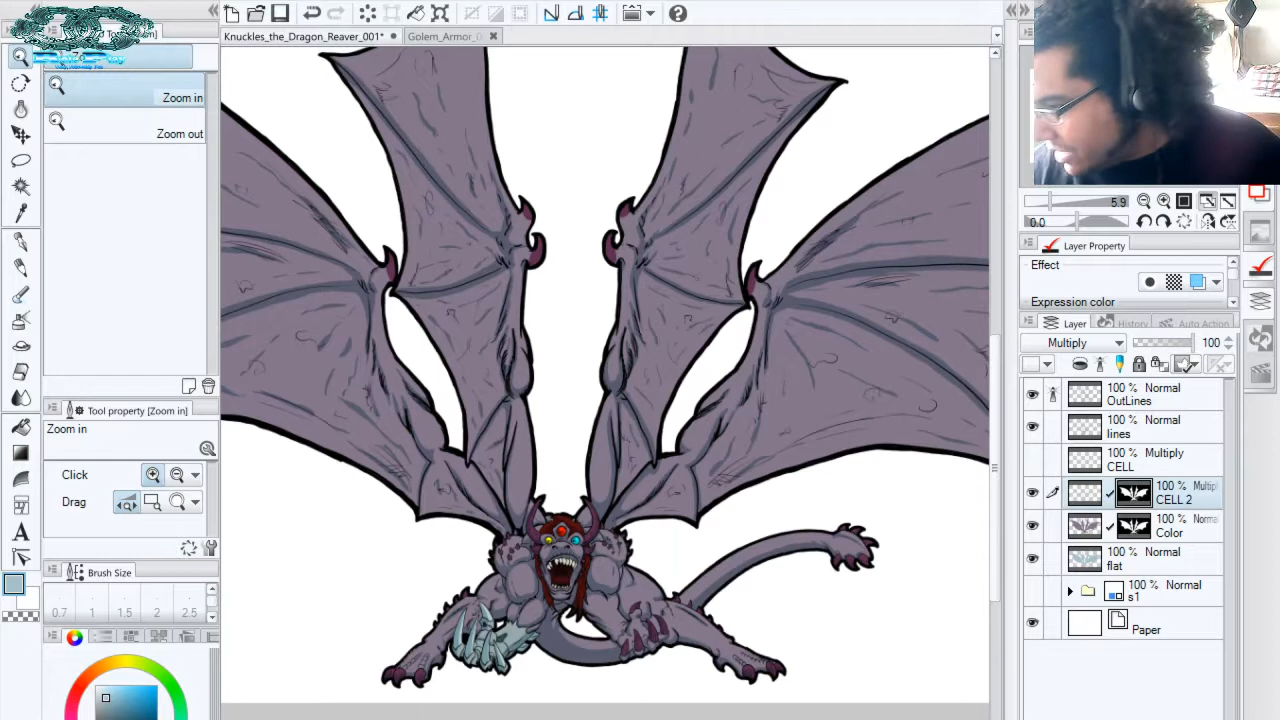 Knuckles_the_Dragon_Reaver_001*
Golem_Armor_0
Zoom in
Zoom out
Tool property [Zoom in]
Zoom in
Click
Drag
Brush Size
0.7 1 1.5 2 2.5
5.9
0.0
Layer Property
Effect
Expression color
Layer
History
Auto Action
Multiply
100
100 % Normal
OutLines
100 % Normal
lines
100 % Multiply
CELL
100 % Multip
CELL 2
100 % Norma
Color
100 % Normal
flat
100 % Normal
s1
Paper